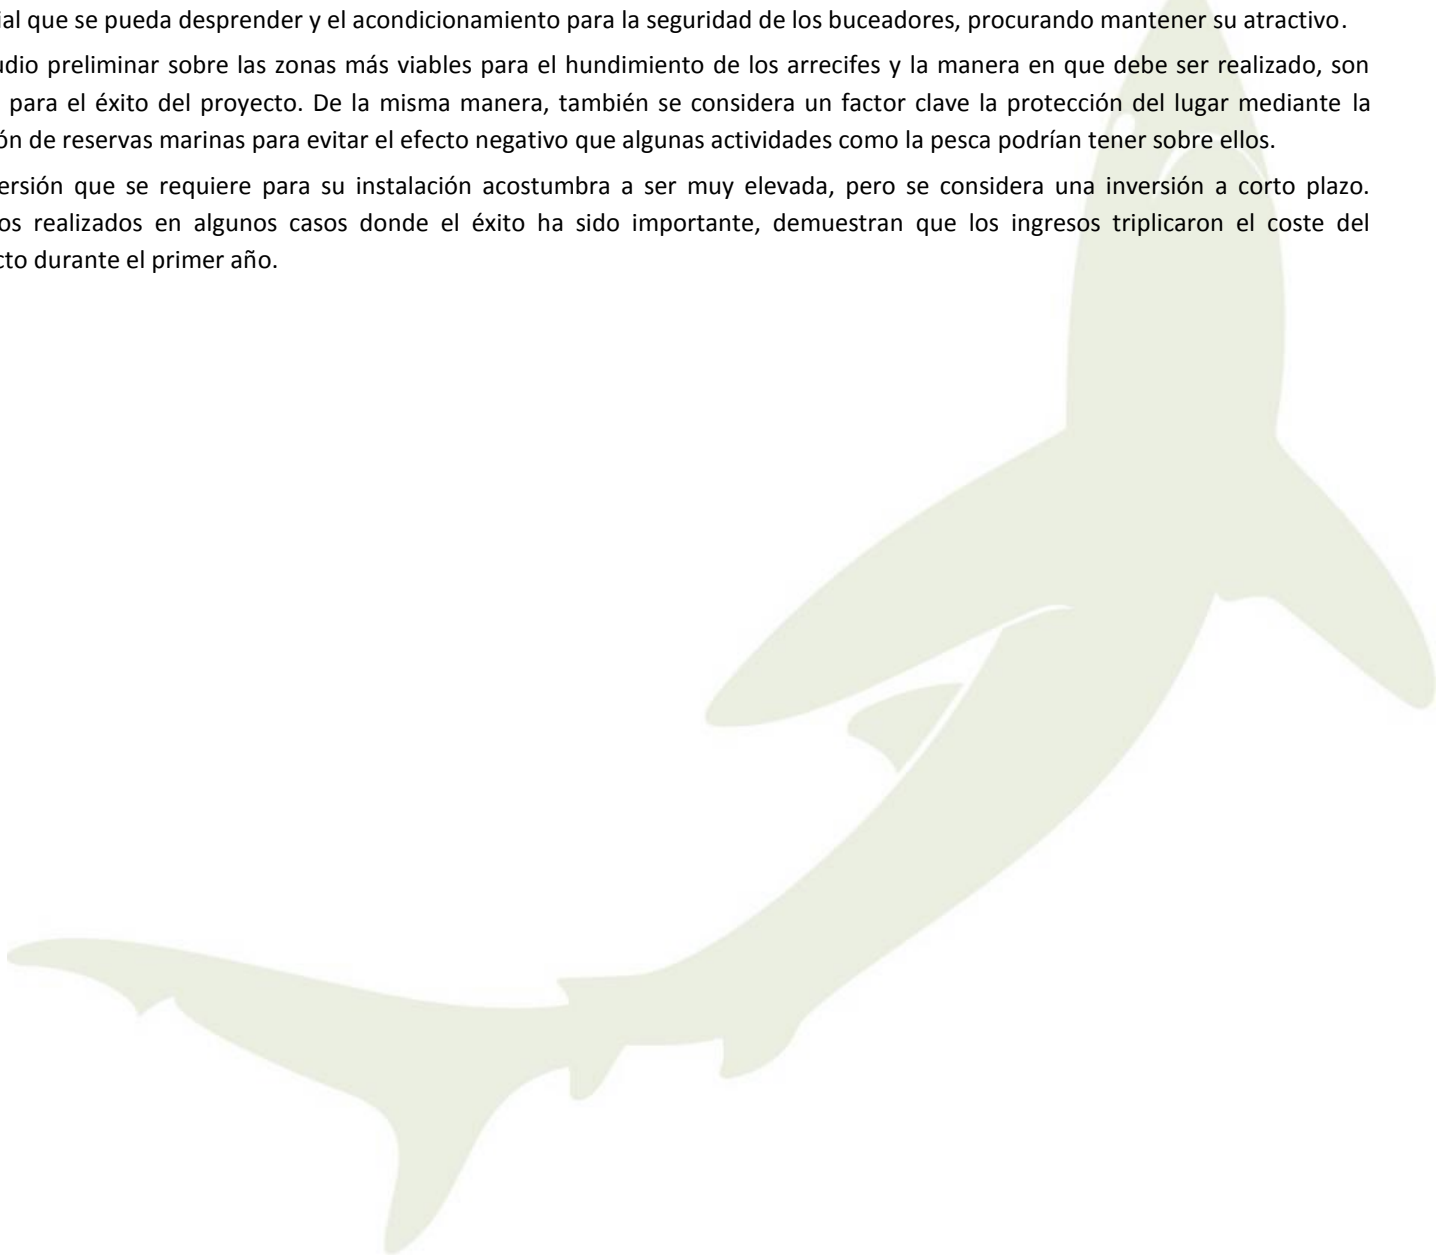 ial que se pueda desprender y el acondicionamiento para la seguridad de los buceadores, procurando mantener su atractivo.
udio preliminar sobre las zonas más viables para el hundimiento de los arrecifes y la manera en que debe ser realizado, son
para el éxito del proyecto. De la misma manera, también se considera un factor clave la protección del lugar mediante la
ón de reservas marinas para evitar el efecto negativo que algunas actividades como la pesca podrían tener sobre ellos.
ersión que se requiere para su instalación acostumbra a ser muy elevada, pero se considera una inversión a corto plazo.
os realizados en algunos casos donde el éxito ha sido importante, demuestran que los ingresos triplicaron el coste del
cto durante el primer año.